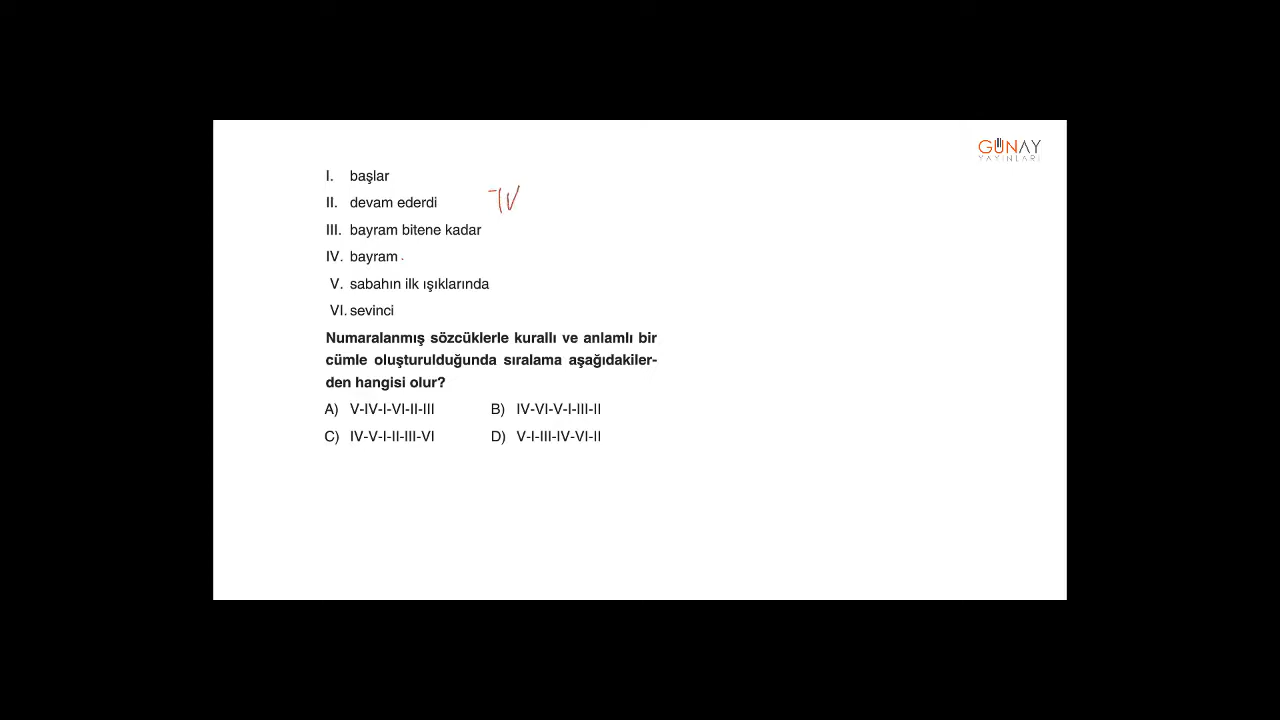 GÜNAY
YAYINLARI
I. başlar
II. devam ederdi
IV
III. bayram bitene kadar
IV. bayram
V. sabahın ilk ışıklarında
VI. sevinci
Numaralanmış sözcüklerle kurallı ve anlamlı bir
cümle oluşturulduğunda sıralama aşağıdakiler-
den hangisi olur?
A) V-IV-I-VI-II-III B) IV-VI-V-I-III-II
C) IV-V-I-II-III-VI D) V-I-III-IV-VI-II